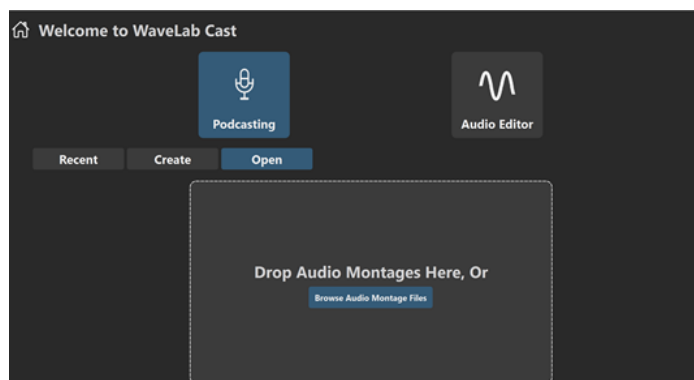 Welcome to WaveLab Cast
Podcasting
Audio Editor
Recent
Create
Open
Drop Audio Montages Here, Or
Browse Audio Montage Files